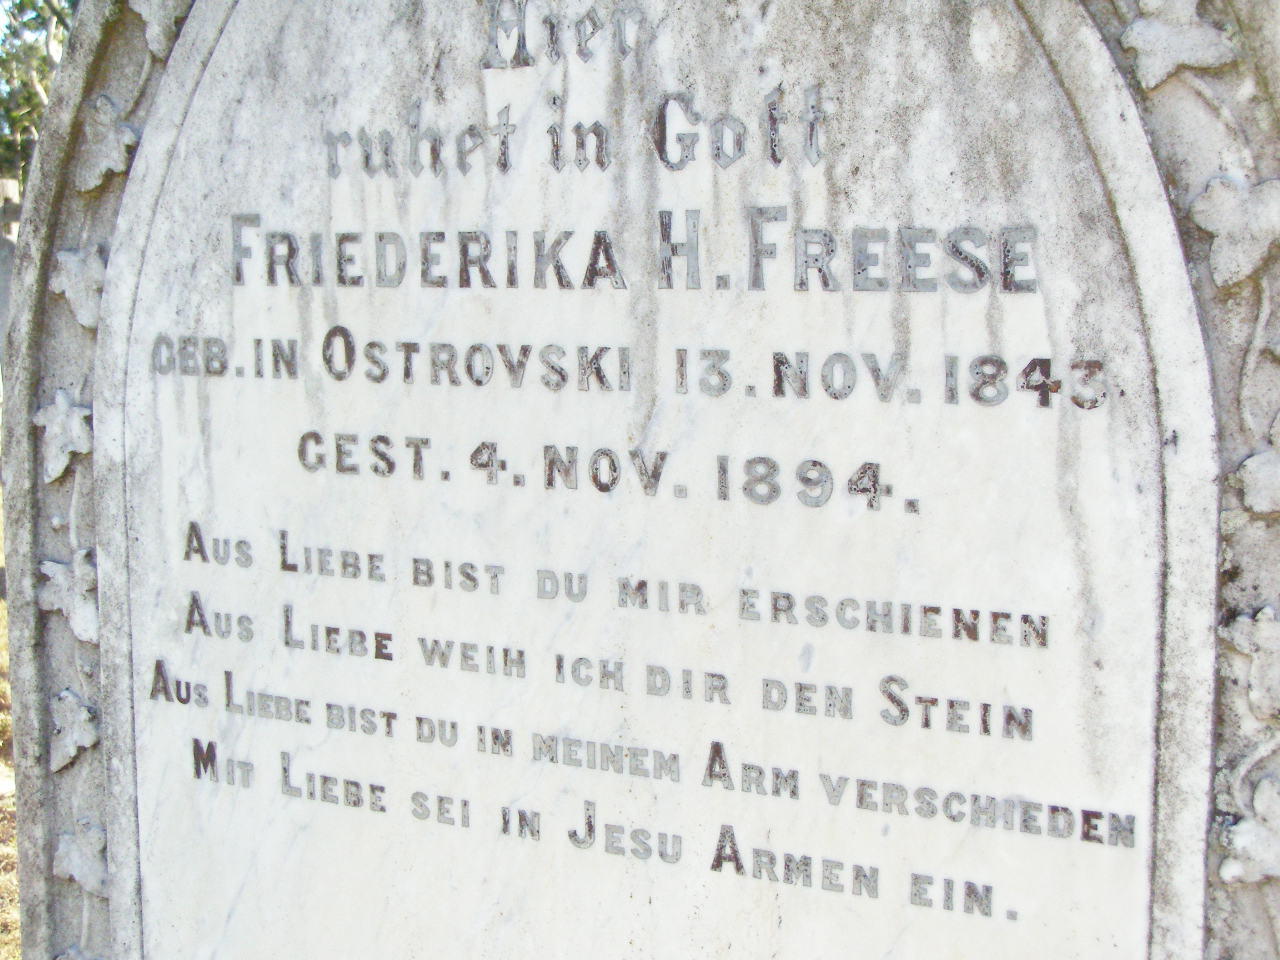 Hier
ruhet in Gott
FRIEDERIKA H. FREESE
GEB. IN OSTROVSKI 13. NOV. 1843
GEST. 4. NOV. 1894.
AUS LIEBE BIST DU MIR ERSCHIENEN
AUS LIEBE WEIH ICH DIR DEN STEIN
AUS LIEBE BIST DU IN MEINEM ARM VERSCHIEDEN
MIT LIEBE SEI IN JESU ARMEN EIN.